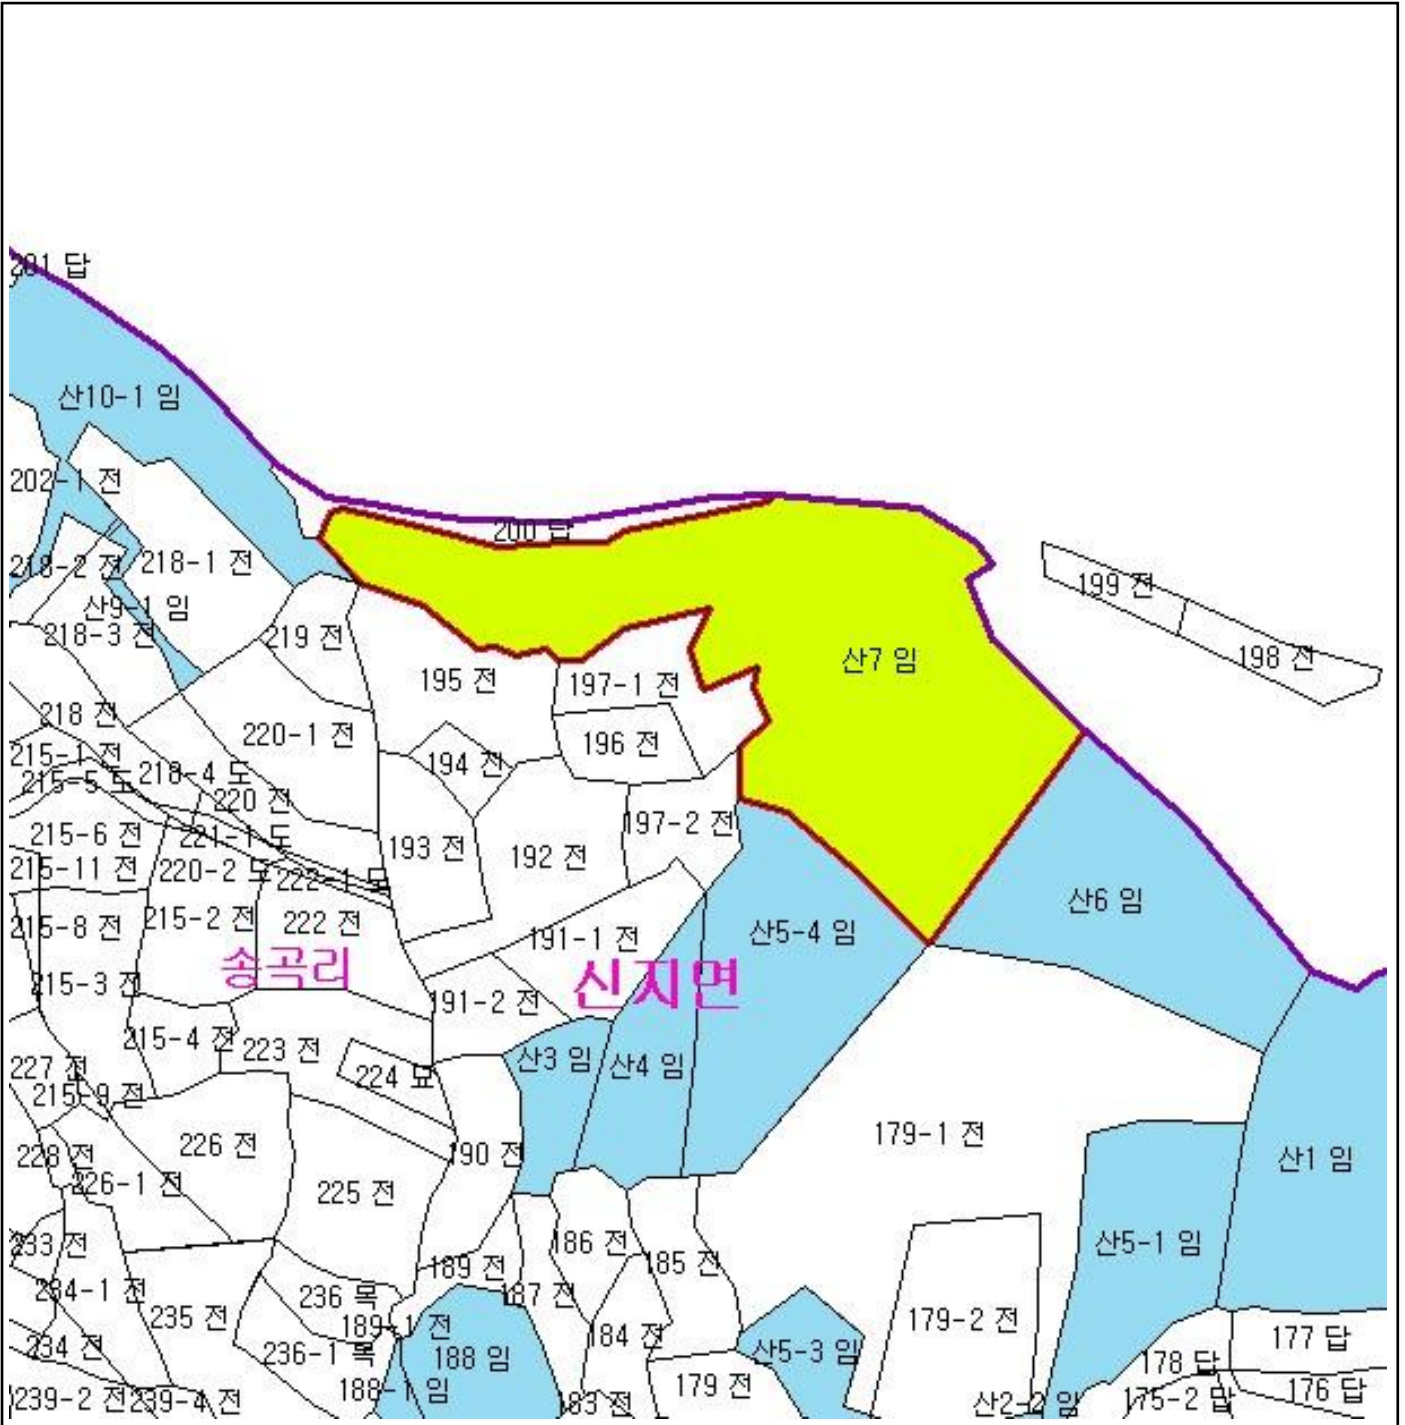 201 답
산10-1 임
202-1 전
200 답
218-2 전
218-1 전
199 전
산9-1 임
218-3 전
219 전
198 전
산7 임
195 전
197-1 전
218 전
220-1 전
196 전
215-1 전
194 전
215-5 도
218-4 도
220 전
215-6 전
221-1 도
197-2 전
193 전
192 전
215-11 전
220-2 도
222-1 도
산6 임
215-8 전
215-2 전
222 전
191-1 전
산5-4 임
송곡리
신지면
215-3 전
191-2 전
215-4 전
223 전
산3 임
산4 임
227 전
224 묘
215-9 전
179-1 전
226 전
190 전
228 전
산1 임
226-1 전
225 전
233 전
186 전
산5-1 임
189 전
185 전
234-1 전
236 목
187 전
235 전
189-1 전
179-2 전
234 전
184 전
177 답
236-1 목
188 임
산5-3 임
178 답
179 전
188-1 임
176 답
239-2 전
239-4 전
183 전
산2-2 임
175-2 답